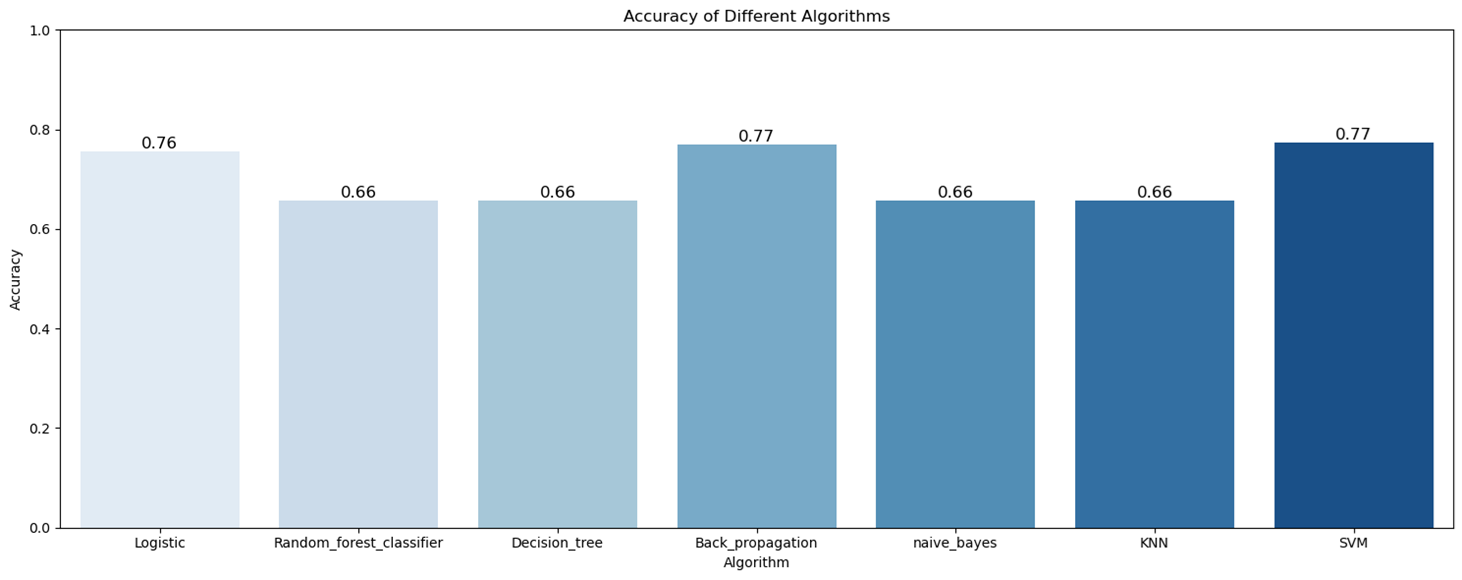 Accuracy of Different Algorithms
1.0
0.8
0.6
0.4
0.2
0.0
Accuracy
0.76
0.66
0.66
0.77
0.66
0.66
0.77
Logistic
Random_forest_classifier
Decision_tree
Back_propagation
naive_bayes
KNN
SVM
Algorithm